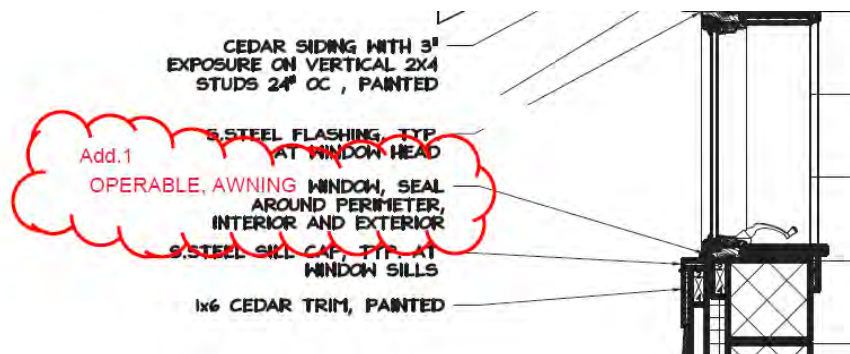 CEDAR SIDING WITH 3"
EXPOSURE ON VERTICAL 2X4
STUDS 24" OC , PAINTED
S.STEEL FLASHING, TYP
AT WINDOW HEAD
Add.1
OPERABLE, AWNING WINDOW, SEAL
AROUND PERIMETER,
INTERIOR AND EXTERIOR
S.STEEL SILL CAP, TYP. AT
WINDOW SILLS
1x6 CEDAR TRIM, PAINTED